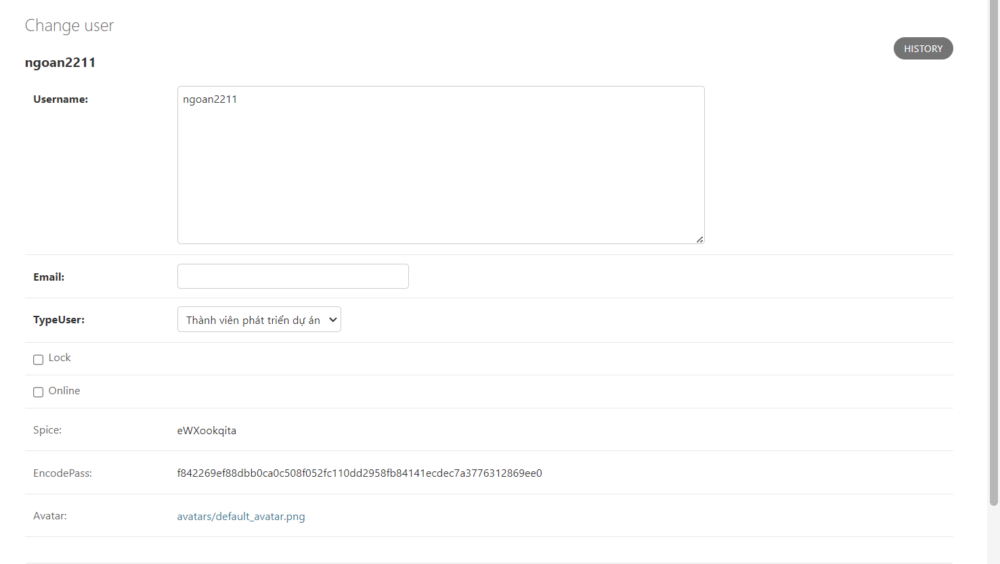 Change user
HISTORY
ngoan2211
Username:
ngoan2211
Email:
TypeUser:
Thành viên phát triển dự án
Lock
Online
Spice:
eWXookqita
EncodePass:
f842269ef88dbb0ca0c508f052fc110dd2958fb84141ecdec7a3776312869ee0
Avatar:
avatars/default_avatar.png